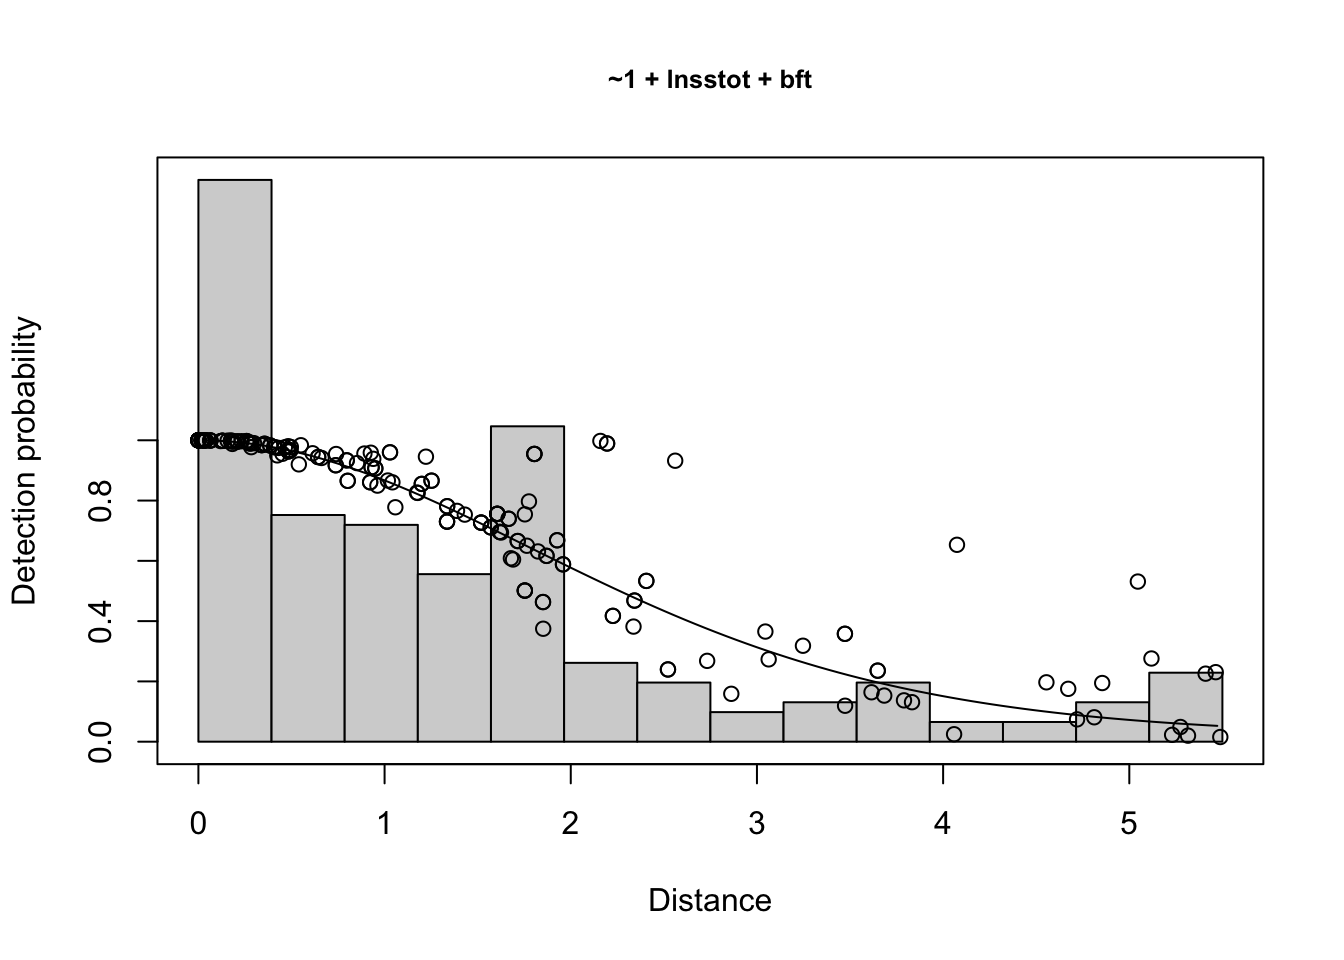 ~1 + lnsstot + bft
Detection probability
0.8
0.4
0.0
0 1 2 3 4 5
Distance